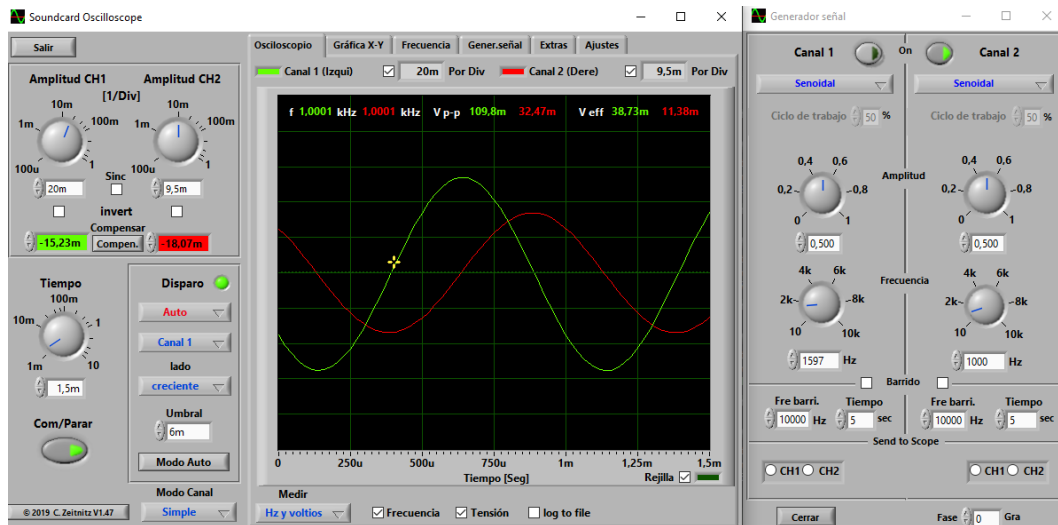 Soundcard Oscilloscope
Salir
Amplitud CH1 Amplitud CH2
[1/Div]
10m 10m
1m 100m 1m 100m
100u 1 100u 1
Sinc
20m 9,5m
invert
Compensar
-15,23m Compen. -18,07m
Tiempo
100m
10m 1
1m 10
1,5m
Com/Parar
Disparo
Auto
Canal 1
lado
creciente
Umbral
6m
Modo Auto
Modo Canal
© 2019 C. Zeitnitz V1.47 Simple
Osciloscopio Gráfica X-Y Frecuencia Gener.señal Extras Ajustes
Canal 1 (Izqui) 20m Por Div Canal 2 (Dere) 9,5m Por Div
f 1,0001 kHz 1,0001 kHz V p-p 109,8m 32,47m V eff 38,73m 11,38m
0 250u 500u 750u 1m 1,25m 1,5m
Tiempo [Seg] Rejilla
Medir
Hz y voltios Frecuencia Tensión log to file
Generador señal
Canal 1 On Canal 2
Senoidal Senoidal
Ciclo de trabajo 50 % Ciclo de trabajo 50 %
0,4 0,6 0,4 0,6
Amplitud
0,2 0,8 0,2 0,8
0 1 0 1
0,500 0,500
4k 6k 4k 6k
Frecuencia
2k 8k 2k 8k
10 10k 10 10k
1597 Hz 1000 Hz
Barrido
Fre barri. Tiempo Fre barri. Tiempo
10000 Hz 5 sec 10000 Hz 5 sec
Send to Scope
CH1 CH2 CH1 CH2
Cerrar Fase 0 Gra